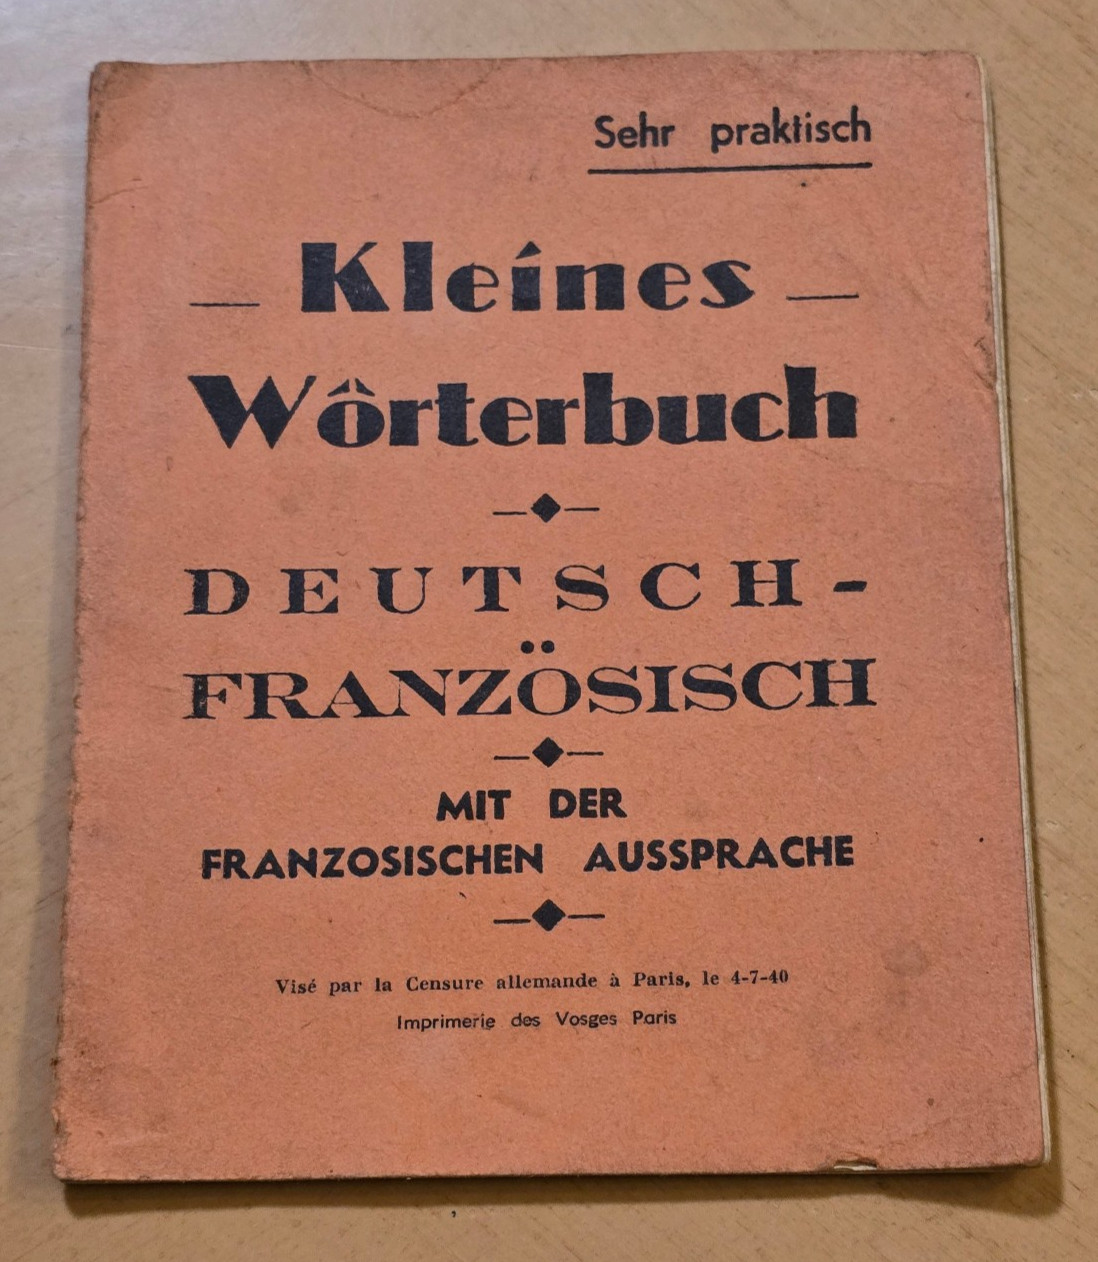 Sehr praktisch
— Kleines —
Wôrterbuch
DEUTSCH-
FRANZÖSISCH
MIT DER
FRANZOSISCHEN AUSSPRACHE
Visé par la Censure allemande à Paris, le 4-7-40
Imprimerie des Vosges Paris